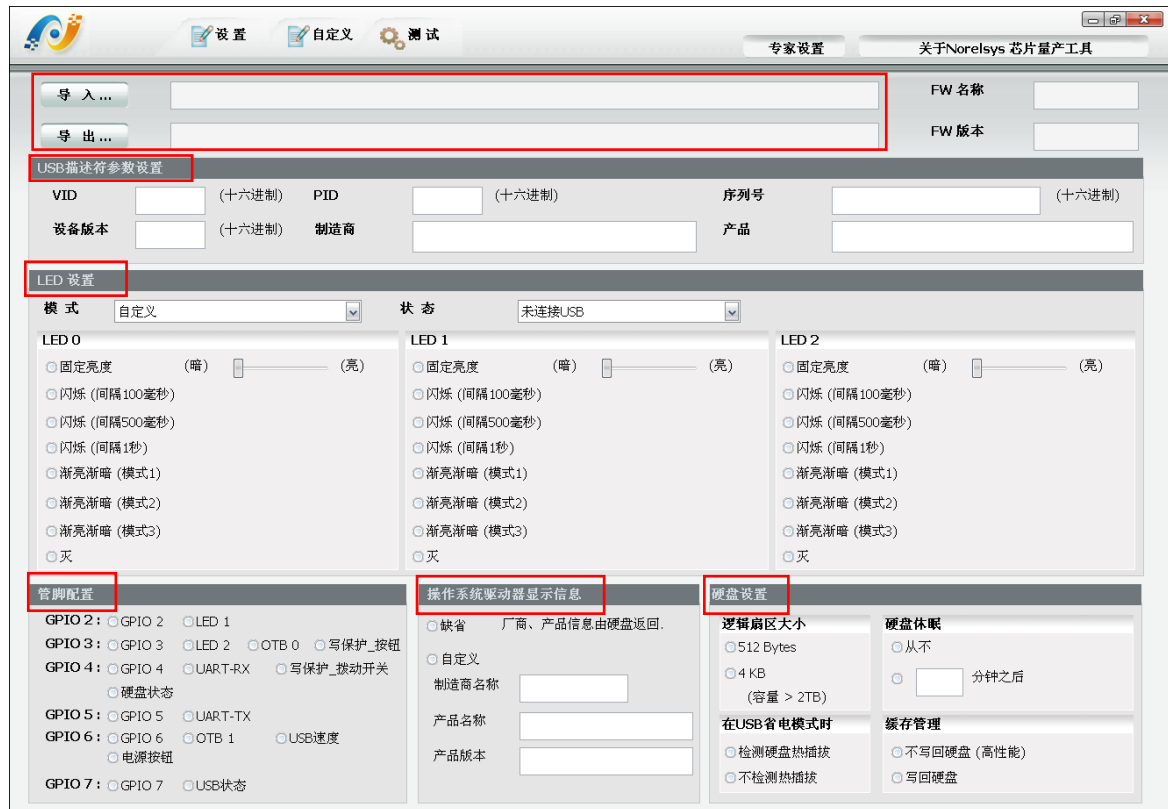 设 置 自定义 测 试
专家设置 关于Norelsys 芯片量产工具
导 入 ... FW 名称
导 出 ... FW 版本
USB描述符参数设置
VID (十六进制) PID (十六进制) 序列号 (十六进制)
设备版本 (十六进制) 制造商 产品
LED 设置
模 式 自定义 状 态 未连接USB
LED 0 LED 1 LED 2
固定亮度 (暗) (亮) 固定亮度 (暗) (亮) 固定亮度 (暗) (亮)
闪烁 (间隔100毫秒) 闪烁 (间隔100毫秒) 闪烁 (间隔100毫秒)
闪烁 (间隔500毫秒) 闪烁 (间隔500毫秒) 闪烁 (间隔500毫秒)
闪烁 (间隔1秒) 闪烁 (间隔1秒) 闪烁 (间隔1秒)
渐亮渐暗 (模式1) 渐亮渐暗 (模式1) 渐亮渐暗 (模式1)
渐亮渐暗 (模式2) 渐亮渐暗 (模式2) 渐亮渐暗 (模式2)
渐亮渐暗 (模式3) 渐亮渐暗 (模式3) 渐亮渐暗 (模式3)
灭 灭 灭
管脚配置
GPIO 2 : GPIO 2 LED 1
GPIO 3 : GPIO 3 LED 2 OTB 0 写保护_按钮
GPIO 4 : GPIO 4 UART-RX 写保护_拨动开关
硬盘状态
GPIO 5 : GPIO 5 UART-TX
GPIO 6 : GPIO 6 OTB 1 USB速度
电源按钮
GPIO 7 : GPIO 7 USB状态
操作系统驱动器显示信息
缺省 厂商、产品信息由硬盘返回.
自定义
制造商名称
产品名称
产品版本
硬盘设置
逻辑扇区大小
512 Bytes
4 KB
(容量 > 2TB)
硬盘休眠
从不
分钟之后
在USB省电模式时
检测硬盘热插拔
不检测热插拔
缓存管理
不写回硬盘 (高性能)
写回硬盘